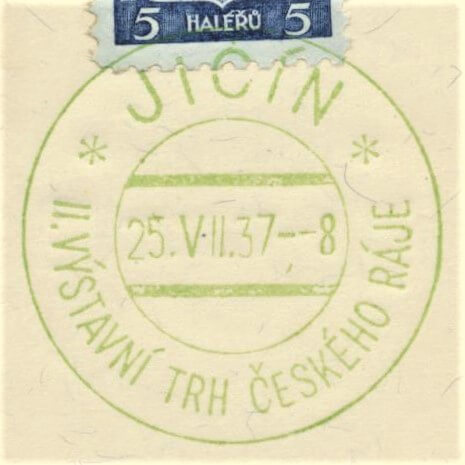 5 HALÉŘŮ 5
JIČÍN
* *
25.VII.37--8
II. VÝSTAVNÍ TRH ČESKÉHO RÁJE